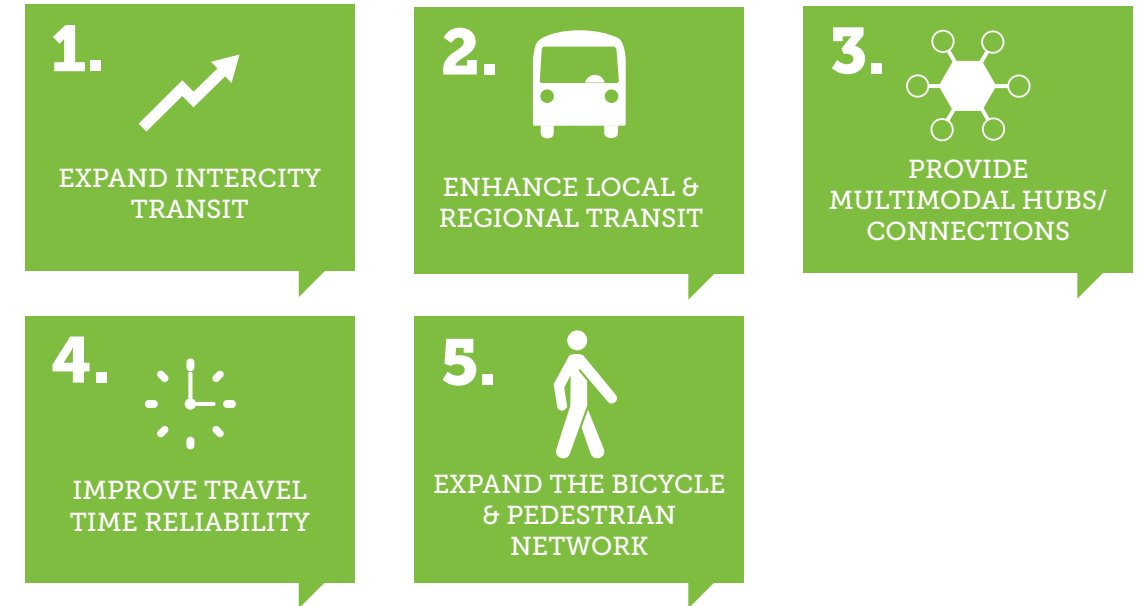 1.
EXPAND INTERCITY
TRANSIT
2.
ENHANCE LOCAL &
REGIONAL TRANSIT
3.
PROVIDE
MULTIMODAL HUBS/
CONNECTIONS
4.
IMPROVE TRAVEL
TIME RELIABILITY
5.
EXPAND THE BICYCLE
& PEDESTRIAN
NETWORK